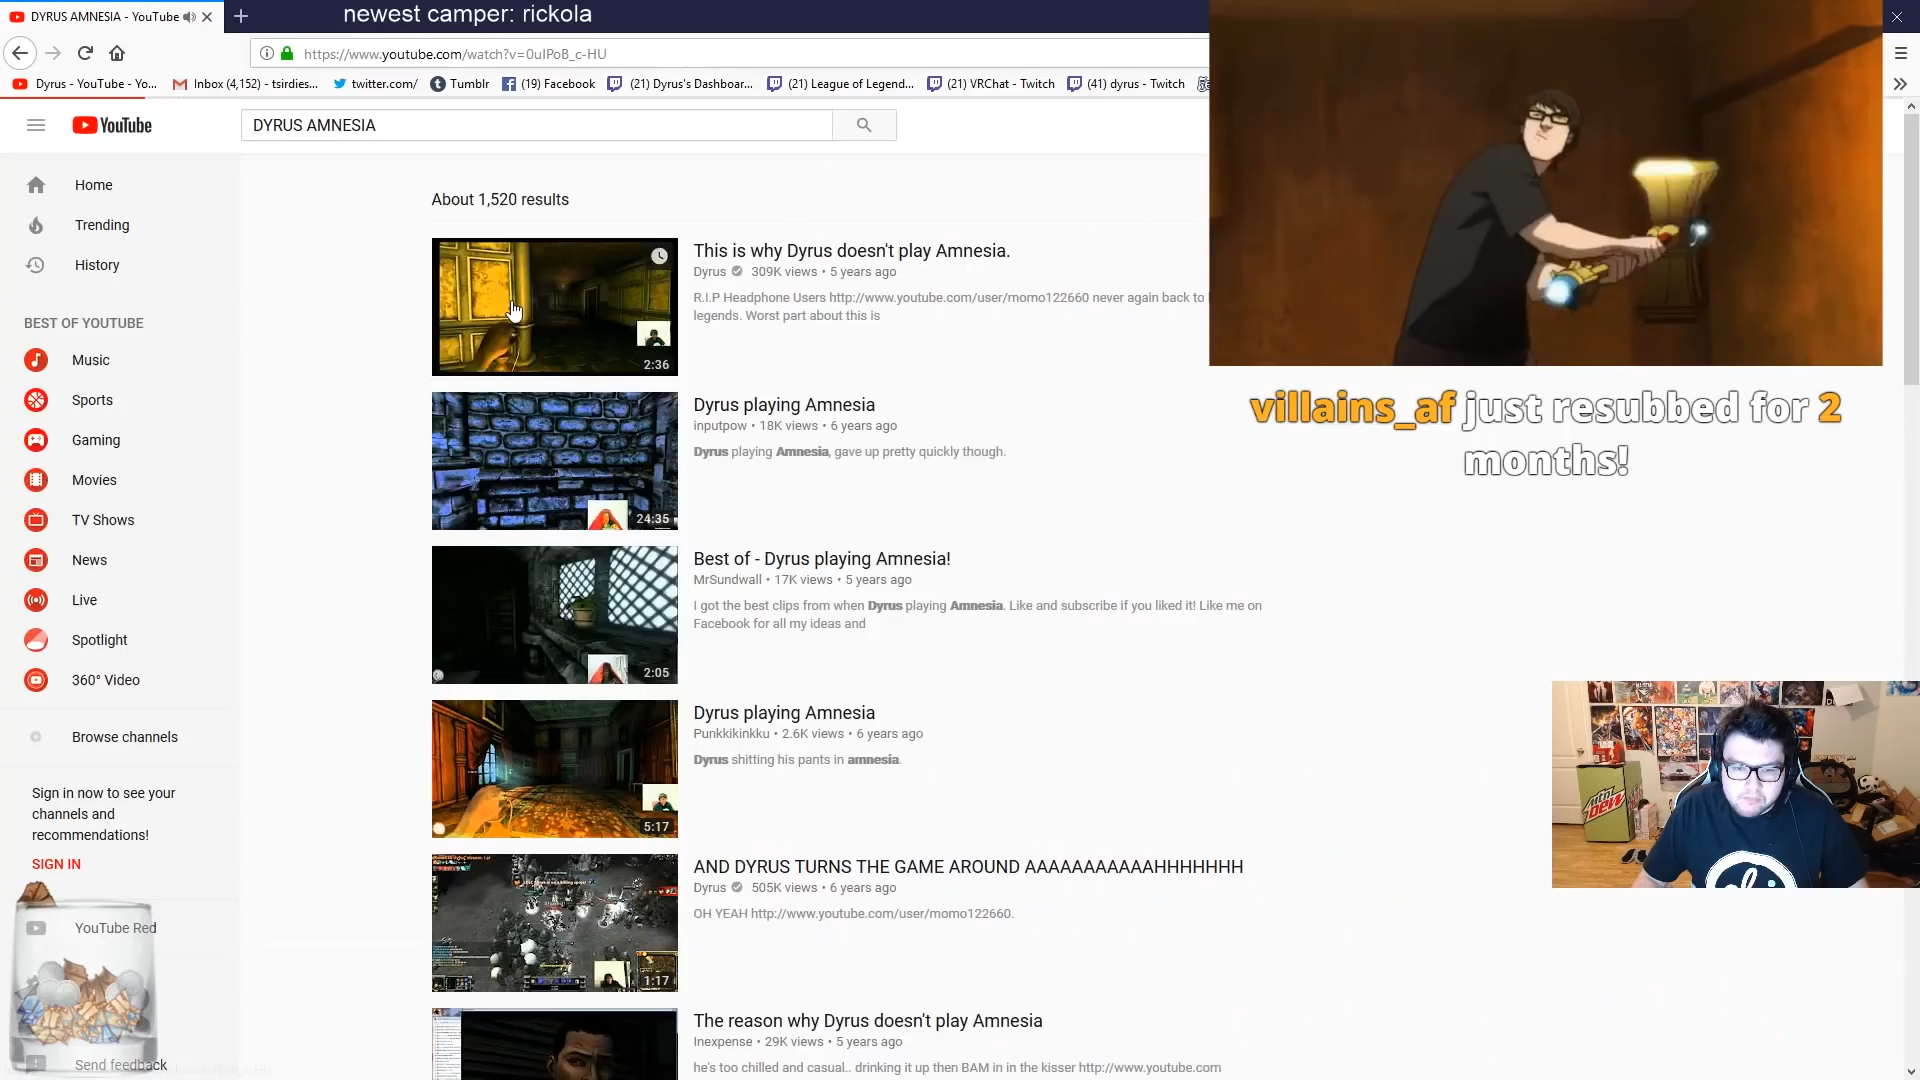 DYRUS AMNESIA - YouTube
newest camper: rickola
https://www.youtube.com/watch?v=0uIPoB_c-HU
Dyrus - YouTube - Yo...
Inbox (4,152) - tsirdies...
twitter.com/
Tumblr
(19) Facebook
(21) Dyrus's Dashboar...
(21) League of Legend...
(21) VRChat - Twitch
(41) dyrus - Twitch
YouTube
DYRUS AMNESIA
Home
Trending
History
BEST OF YOUTUBE
Music
Sports
Gaming
Movies
TV Shows
News
Live
Spotlight
360° Video
Browse channels
Sign in now to see your
channels and
recommendations!
SIGN IN
YouTube Red
Send feedback
About 1,520 results
This is why Dyrus doesn't play Amnesia.
Dyrus 309K views • 5 years ago
R.I.P Headphone Users http://www.youtube.com/user/momo122660 never again back to
legends. Worst part about this is
2:36
Dyrus playing Amnesia
inputpow • 18K views • 6 years ago
Dyrus playing Amnesia, gave up pretty quickly though.
24:35
Best of - Dyrus playing Amnesia!
MrSundwall • 17K views • 5 years ago
I got the best clips from when Dyrus playing Amnesia. Like and subscribe if you liked it! Like me on
Facebook for all my ideas and
2:05
Dyrus playing Amnesia
Punkkikinkku • 2.6K views • 6 years ago
Dyrus shitting his pants in amnesia.
5:17
AND DYRUS TURNS THE GAME AROUND AAAAAAAAAAAHHHHHHH
Dyrus 505K views • 6 years ago
OH YEAH http://www.youtube.com/user/momo122660.
1:17
The reason why Dyrus doesn't play Amnesia
Inexpense • 29K views • 5 years ago
he's too chilled and casual.. drinking it up then BAM in in the kisser http://www.youtube.com
villains_af just resubbed for 2
months!
Mtn
DEW